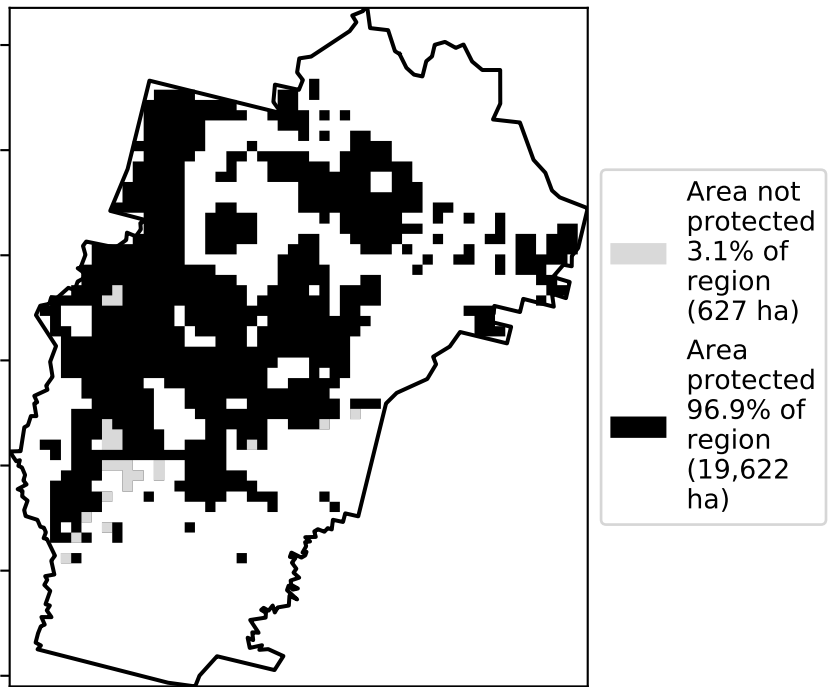 Area not
protected
3.1% of
region
(627 ha)
Area
protected
96.9% of
region
(19,622
ha)